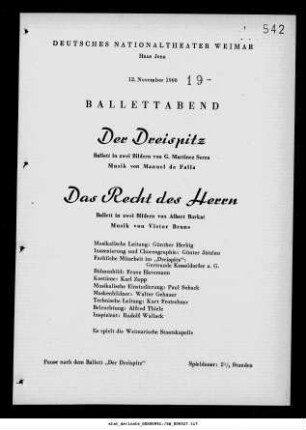 542
DEUTSCHES NATIONALTHEATER WEIMAR
Haus Jena
12. November 1960 19-
BALLETTABEND
Der Dreispitz
Ballett in zwei Bildern von G. Martinez Serra
Musik von Manuel de Falla
Das Recht des Herrn
Ballett in zwei Bildern von Albert Burkat
Musik von Victor Bruns
Musikalische Leitung: Günther Herbig
Inszenierung und Choreographie: Günter Jätzlau
Fachliche Mitarbeit im „Dreispitz":
Gertraude Konseldorfer a. G.
Bühnenbild: Franz Havemann
Kostüme: Karl Zopp
Musikalische Einstudierung: Paul Schuck
Maskenbildner: Walter Gebauer
Technische Leitung: Kurt
Beleuchtung: Alfred Thiele
Inspizient: Rudolf Wallack
Es spielt die Weimarische Staatskapelle
Pause nach dem Ballett „Der Dreispitz" Spieldauer: 2½ Stunden